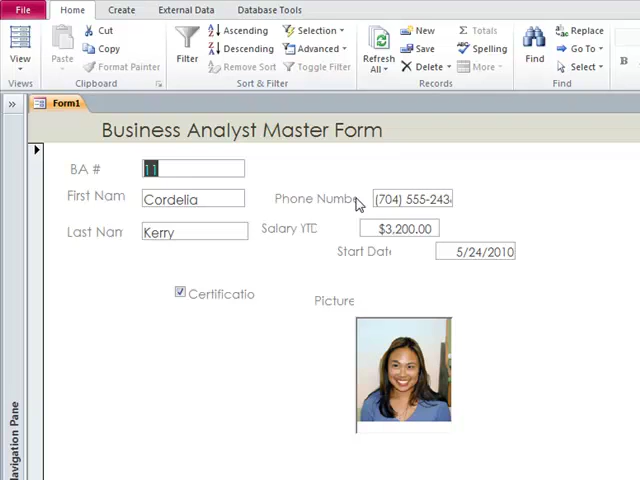 File Home Create External Data Database Tools
View Views
Paste Cut Copy Format Painter Clipboard
Filter Ascending Descending Remove Sort Selection Advanced Toggle Filter Sort & Filter
Refresh All New Save Delete Totals Spelling More Records
Find Replace Go To Select Find
B
Form1
Business Analyst Master Form
BA # 11
First Nam Cordelia Phone Numbe (704) 555-243
Last Nam Kerry Salary YTD $3,200.00
Start Date 5/24/2010
Certificatio Picture
Navigation Pane